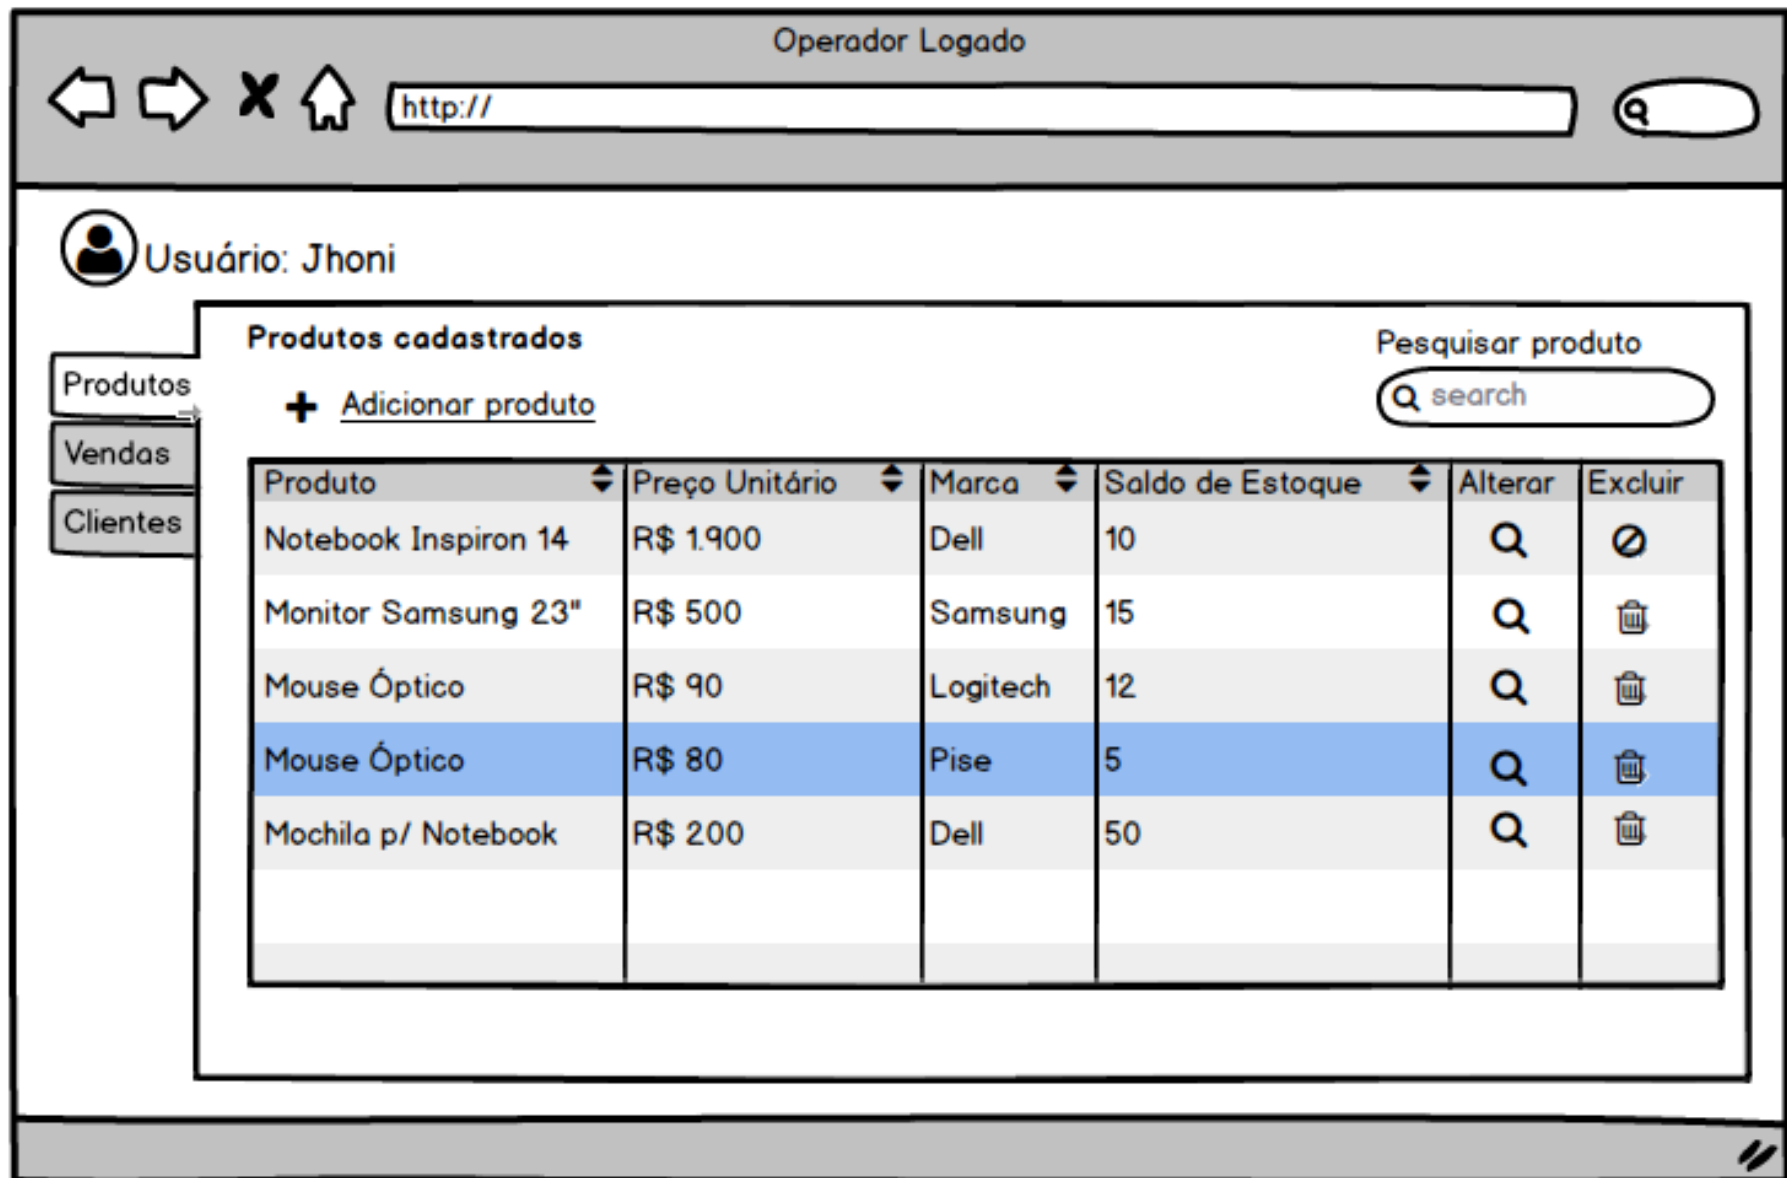 Operador Logado
http://
Usuário: Jhoni
Produtos
Vendas
Clientes
Produtos cadastrados
Pesquisar produto
Adicionar produto
search
Produto Preço Unitário Marca Saldo de Estoque Alterar Excluir
Notebook Inspiron 14 R$ 1.900 Dell 10
Monitor Samsung 23" R$ 500 Samsung 15
Mouse Óptico R$ 90 Logitech 12
Mouse Óptico R$ 80 Pise 5
Mochila p/ Notebook R$ 200 Dell 50